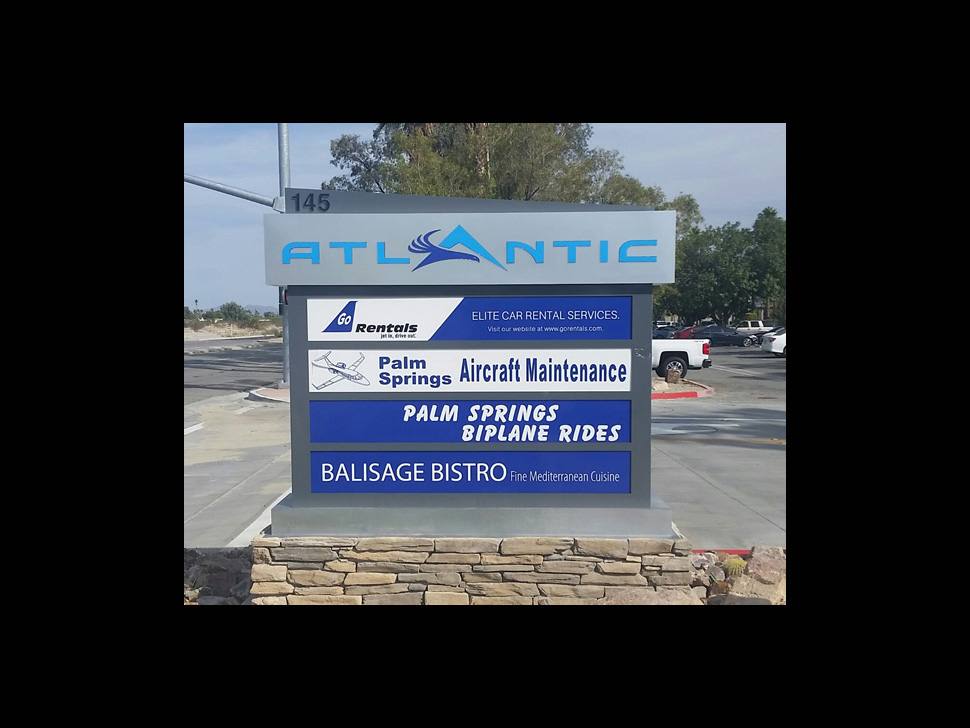 145
ATLANTIC
Go Rentals
jet in, drive out.
ELITE CAR RENTAL SERVICES.
Visit our website at www.gorentals.com.
Palm
Springs
Aircraft Maintenance
PALM SPRINGS
BIPLANE RIDES
BALISAGE BISTRO Fine Mediterranean Cuisine